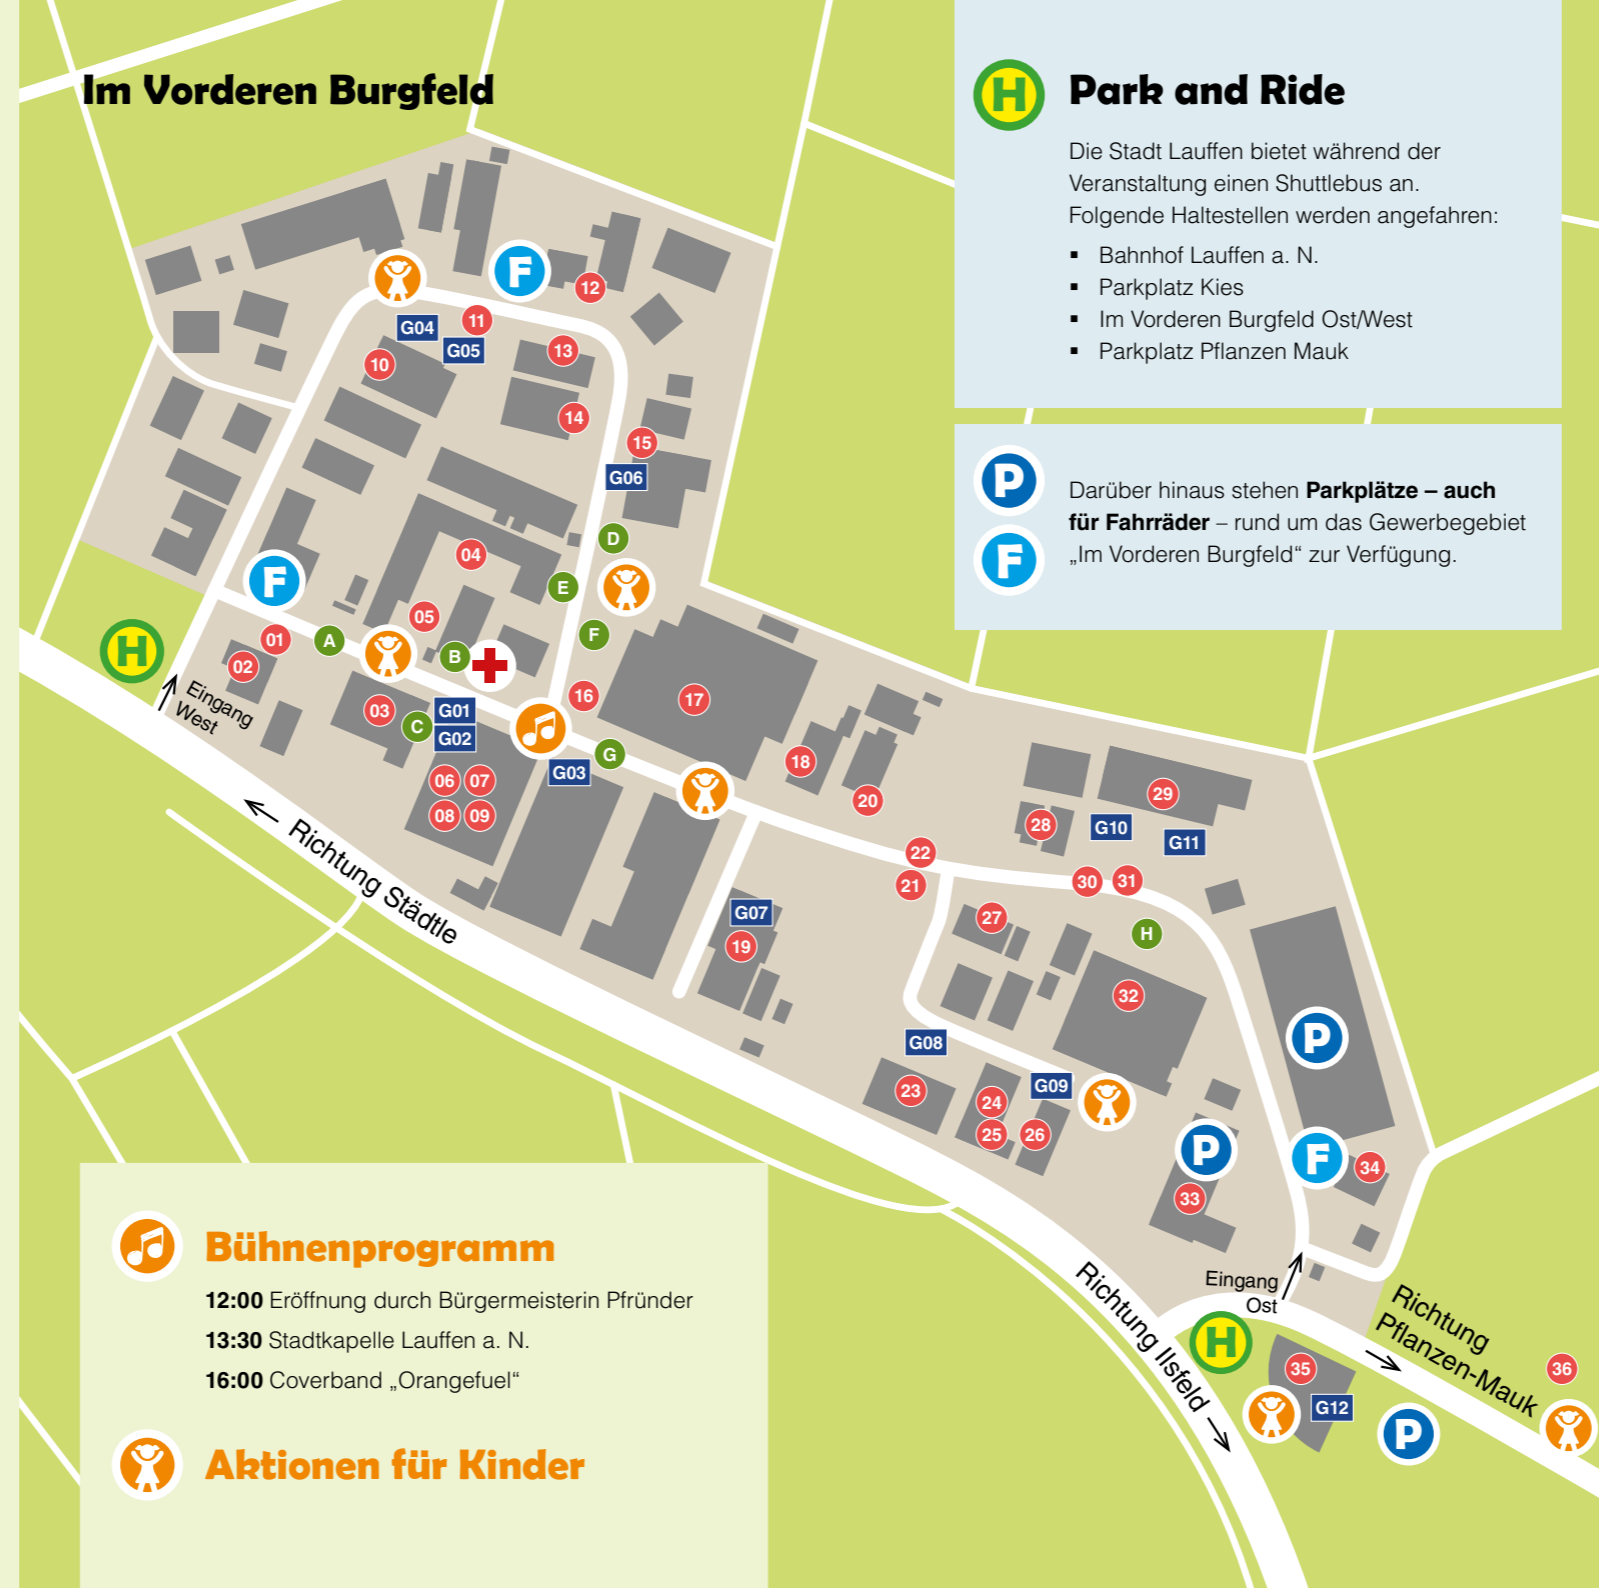 Im Vorderen Burgfeld
H
Park and Ride
Die Stadt Lauffen bietet während der
Veranstaltung einen Shuttlebus an.
Folgende Haltestellen werden angefahren:
▪ Bahnhof Lauffen a. N.
▪ Parkplatz Kies
▪ Im Vorderen Burgfeld Ost/West
▪ Parkplatz Pflanzen Mauk
P
F
Darüber hinaus stehen Parkplätze – auch
für Fahrräder – rund um das Gewerbegebiet
„Im Vorderen Burgfeld“ zur Verfügung.
F
12
G04
11
G05
13
10
14
15
G06
D
04
E
F
F
05
01
A
H
02
B
Eingang
West
03
C
G01
G02
16
17
G
G03
18
06 07
08 09
20
28
G10
29
G11
22
21
30
31
Richtung Städtle
G07
19
27
H
32
P
G08
23
G09
24
25
26
P
33
F
34
Eingang
Ost
H
Richtung Ilsfeld
Richtung
Pflanzen-Mauk
35
G12
P
36
Bühnenprogramm
12:00 Eröffnung durch Bürgermeisterin Pfründer
13:30 Stadtkapelle Lauffen a. N.
16:00 Coverband „Orangefuel“
Aktionen für Kinder